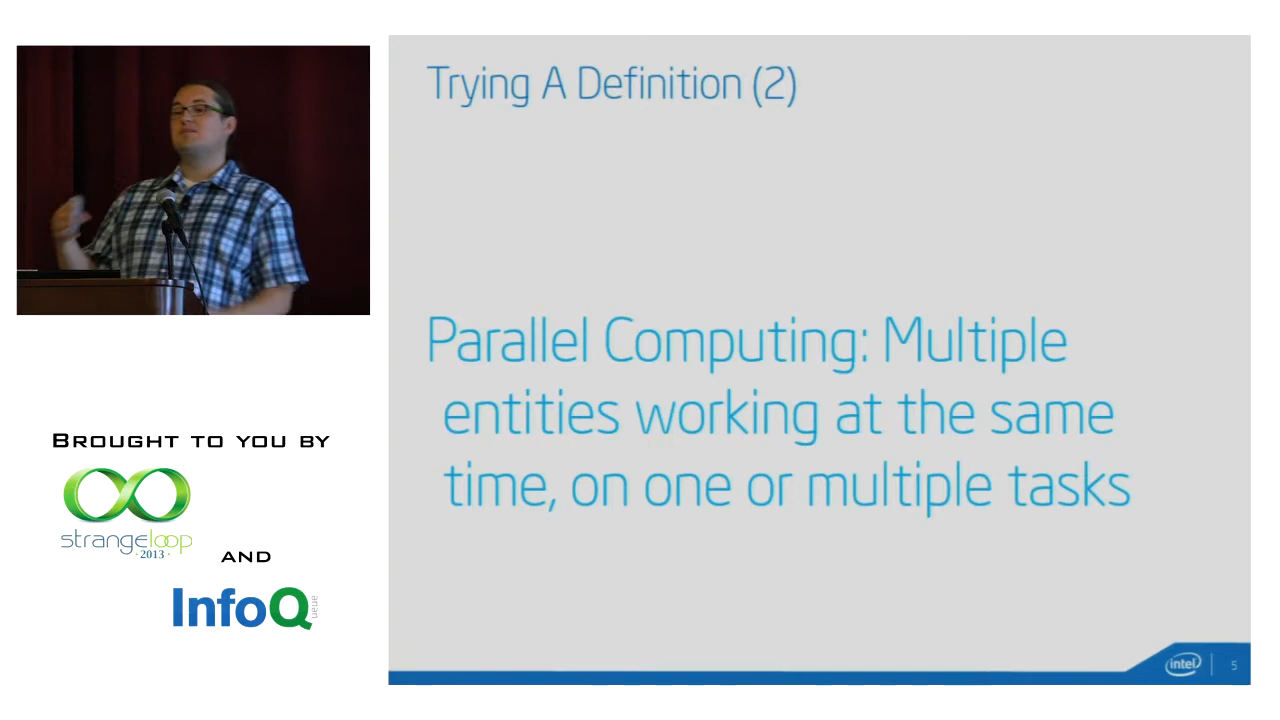 Trying A Definition (2)
Parallel Computing: Multiple
entities working at the same
time, on one or multiple tasks
BROUGHT TO YOU BY
strangeloop
· 2013 ·
AND
InfoQ
ueue
intel
5